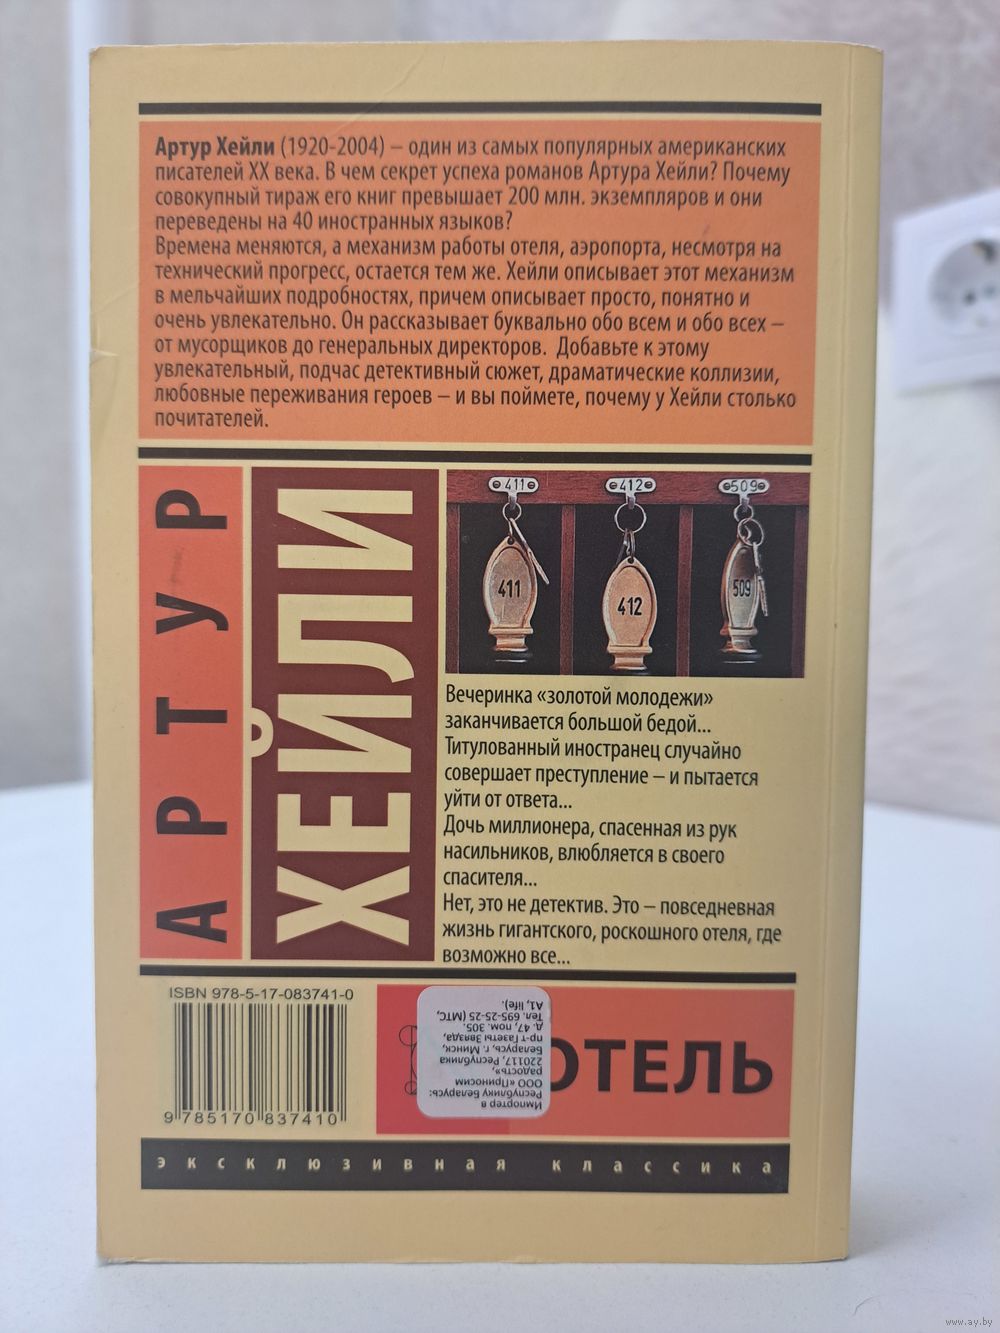 Артур Хейли (1920-2004) – один из самых популярных американских
писателей XX века. В чем секрет успеха романов Артура Хейли? Почему
совокупный тираж его книг превышает 200 млн. экземпляров и они
переведены на 40 иностранных языков?
Времена меняются, а механизм работы отеля, аэропорта, несмотря на
технический прогресс, остается тем же. Хейли описывает этот механизм
в мельчайших подробностях, причем описывает просто, понятно и
очень увлекательно. Он рассказывает буквально обо всем и обо всех –
от мусорщиков до генеральных директоров. Добавьте к этому
увлекательный, подчас детективный сюжет, драматические коллизии,
любовные переживания героев – и вы поймете, почему у Хейли столько
почитателей.
АРТУР
ХЕЙЛИ
411 412 509
411 412 509
Вечеринка «золотой молодежи»
заканчивается большой бедой...
Титулованный иностранец случайно
совершает преступление – и пытается
уйти от ответа...
Дочь миллионера, спасенная из рук
насильников, влюбляется в своего
спасителя...
Нет, это не детектив. Это – повседневная
жизнь гигантского, роскошного отеля, где
возможно все...
ISBN 978-5-17-083741-0
9 785170 837410
Импортер в
Республику Беларусь:
ООО «Приносим
радость»,
220117, Республика
Беларусь, г. Минск,
пр-т Газеты Звязда,
д. 47, пом. 305.
Тел. 695-25-25 (МТС,
А1, life).
ОТЕЛЬ
эксклюзивная классика
www.ay.by